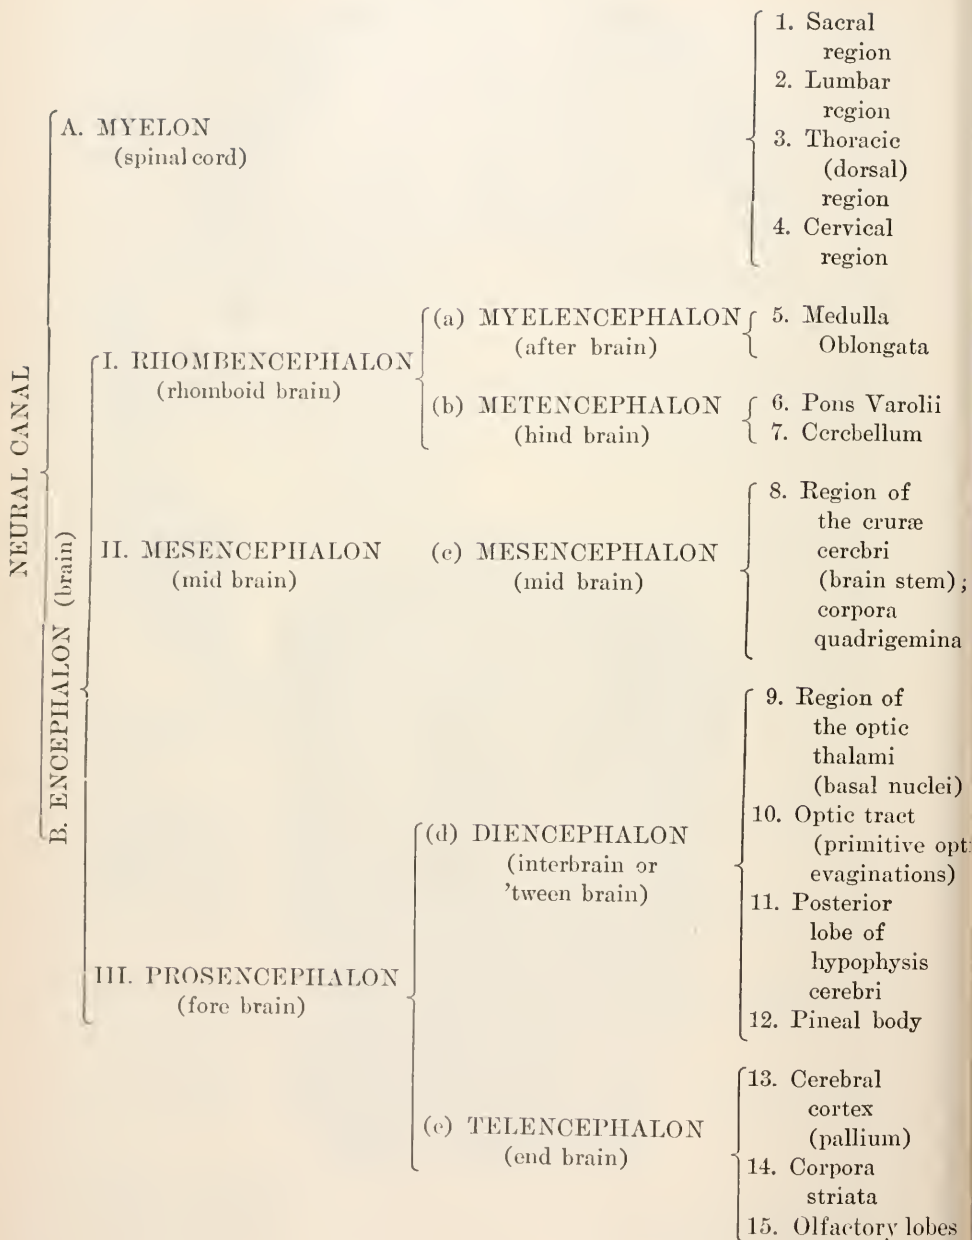 NEURAL CANAL
A. MYELON
(spinal cord)
1. Sacral
region
2. Lumbar
region
3. Thoracic
(dorsal)
region
4. Cervical
region
B. ENCEPHALON (brain)
I. RHOMBENCEPHALON
(rhomboid brain)
(a) MYELENCEPHALON
(after brain)
5. Medulla
Oblongata
(b) METENCEPHALON
(hind brain)
6. Pons Varolii
7. Cerebellum
II. MESENCEPHALON
(mid brain)
(c) MESENCEPHALON
(mid brain)
8. Region of
the cruræ
cerebri
(brain stem) ;
corpora
quadrigemina
III. PROSENCEPHALON
(fore brain)
(d) DIENCEPHALON
(interbrain or
'tween brain)
9. Region of
the optic
thalami
(basal nuclei)
10. Optic tract
(primitive
evaginations)
11. Posterior
lobe of
hypophysis
cerebri
12. Pineal body
(e) TELENCEPHALON
(end brain)
13. Cerebral
cortex
(pallium)
14. Corpora
striata
15. Olfactory lobes